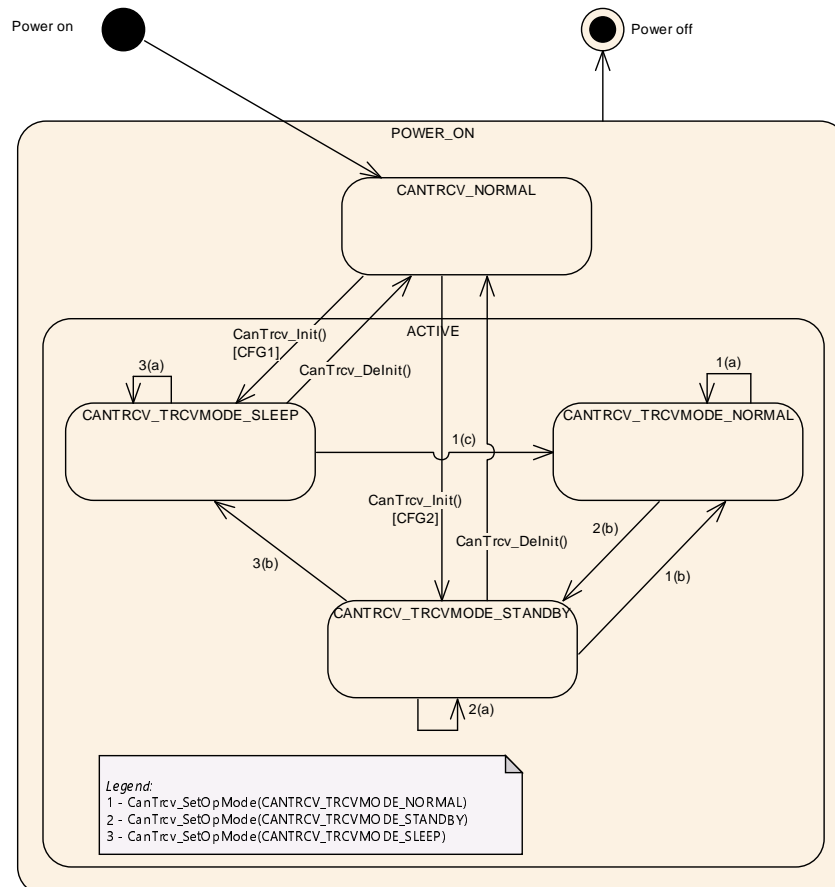 Power on
Power off
POWER_ON
CANTRCV_NORMAL
CanTrcv_Init()
[CFG1]
ACTIVE
CanTrcv_DeInit()
3(a)
1(a)
CANTRCV_TRCVMODE_SLEEP
CANTRCV_TRCVMODE_NORMAL
1(c)
CanTrcv_Init()
[CFG2]
2(b)
CanTrcv_DeInit()
3(b)
1(b)
CANTRCV_TRCVMODE_STANDBY
2(a)
Legend:
1 - CanTrcv_SetOpMode(CANTRCV_TRCVMODE_NORMAL)
2 - CanTrcv_SetOpMode(CANTRCV_TRCVMODE_STANDBY)
3 - CanTrcv_SetOpMode(CANTRCV_TRCVMODE_SLEEP)